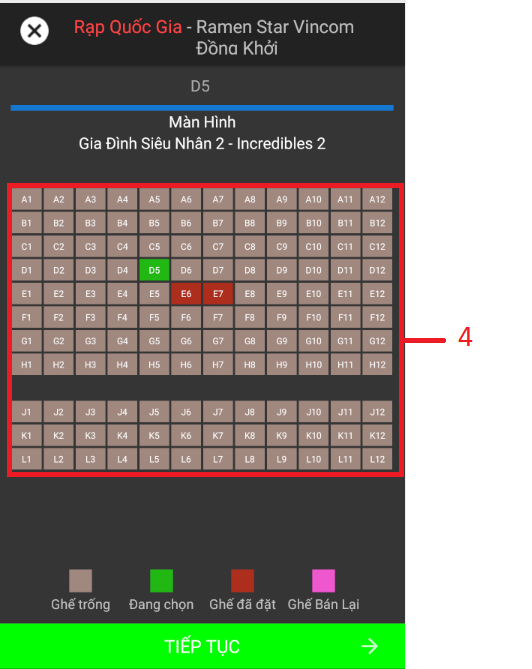 Rạp Quốc Gia - Ramen Star Vincom
Đồng Khởi
D5
Màn Hình
Gia Đình Siêu Nhân 2 - Incredibles 2
A1 A2 A3 A4 A5 A6 A7 A8 A9 A10 A11 A12
B1 B2 B3 B4 B5 B6 B7 B8 B9 B10 B11 B12
C1 C2 C3 C4 C5 C6 C7 C8 C9 C10 C11 C12
D1 D2 D3 D4 D5 D6 D7 D8 D9 D10 D11 D12
E1 E2 E3 E4 E5 E6 E7 E8 E9 E10 E11 E12
F1 F2 F3 F4 F5 F6 F7 F8 F9 F10 F11 F12
G1 G2 G3 G4 G5 G6 G7 G8 G9 G10 G11 G12
4
H1 H2 H3 H4 H5 H6 H7 H8 H9 H10 H11 H12
J1 J2 J3 J4 J5 J6 J7 J8 J9 J10 J11 J12
K1 K2 K3 K4 K5 K6 K7 K8 K9 K10 K11 K12
L1 L2 L3 L4 L5 L6 L7 L8 L9 L10 L11 L12
Ghế trống Đang chọn Ghế đã đặt Ghế Bán Lại
TIẾP TỤC